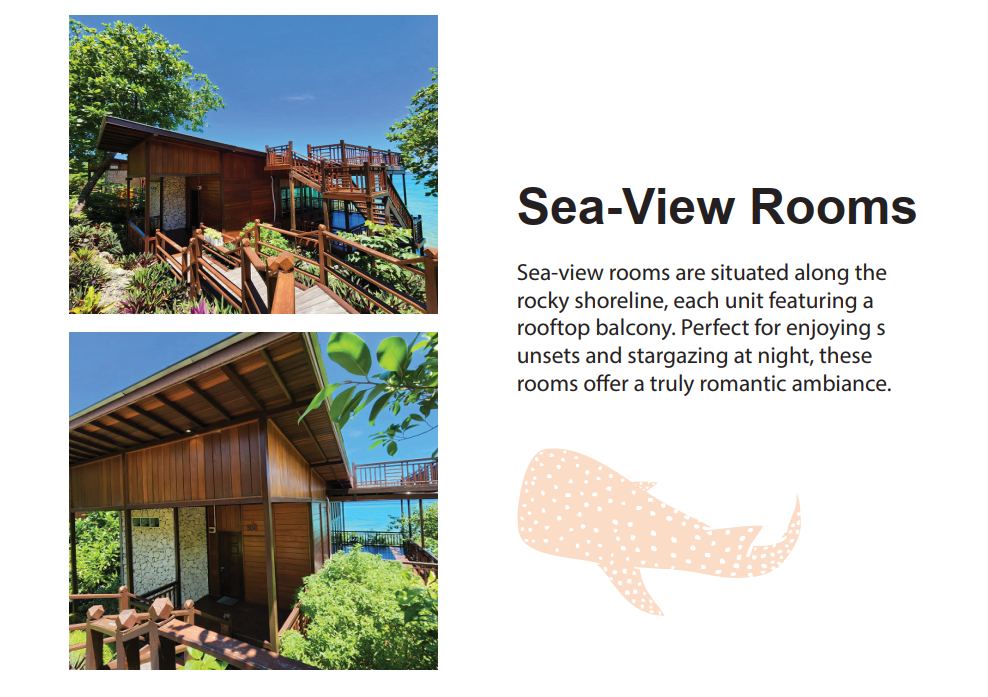 Sea-View Rooms
Sea-view rooms are situated along the
rocky shoreline, each unit featuring a
rooftop balcony. Perfect for enjoying s
unsets and stargazing at night, these
rooms offer a truly romantic ambiance.